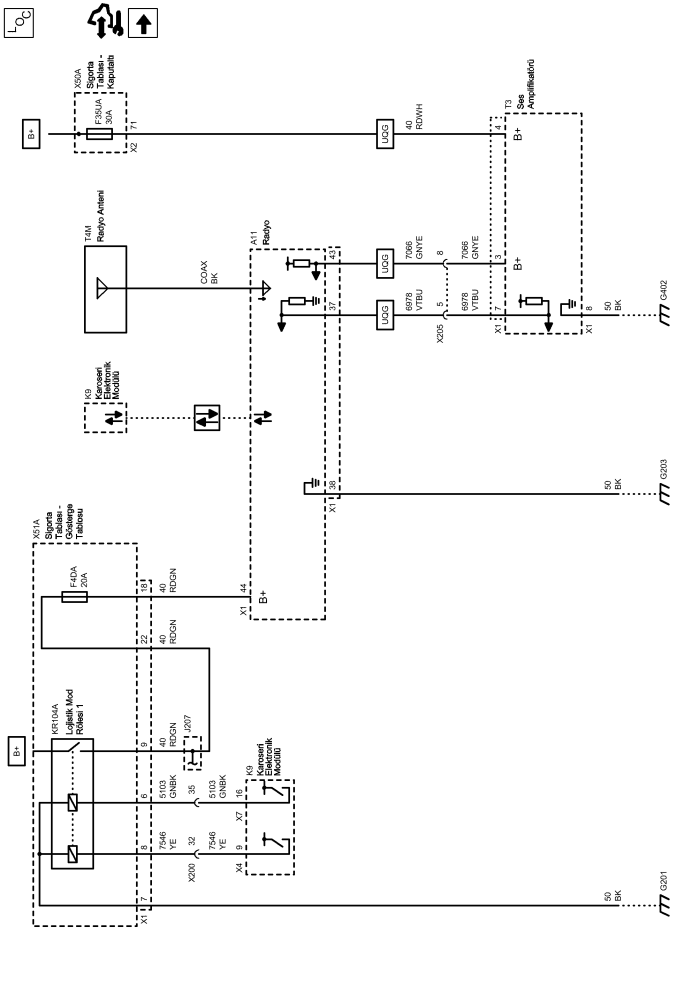 LOC
B+
X50A
Sigorta
Tablası -
Kaputaltı
F35UA
30A
X2
71
UQG
40
RDWH
4
T3
Ses
Amplifikatörü
B+
T4M
Radyo Anteni
COAX
BK
A11
Radyo
43
UQG
7066
GNYE
8
7066
GNYE
3
B+
37
UQG
6978
VTBU
5
X205
6978
VTBU
7
X1
8
X1
50
BK
G402
K9
Karoseri
Elektronik
Modülü
38
X1
50
BK
G203
X51A
Sigorta
Tablası -
Gösterge
Tablosu
F4DA
20A
18
40
RDGN
44
X1
B+
22
40
RDGN
B+
KR104A
Lojistik Mod
Rölesi 1
9
40
RDGN
J207
6
5103
GNBK
35
5103
GNBK
16
X7
K9
Karoseri
Elektronik
Modülü
8
7546
YE
32
X200
7546
YE
9
X4
7
X1
50
BK
G201